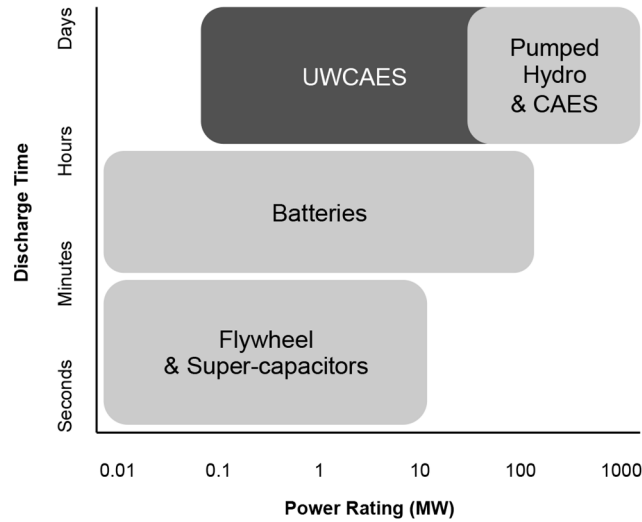 Days
Hours
Minutes
Seconds
Discharge Time
UWCAES
Pumped
Hydro
& CAES
Batteries
Flywheel
& Super-capacitors
0.01 0.1 1 10 100 1000
Power Rating (MW)